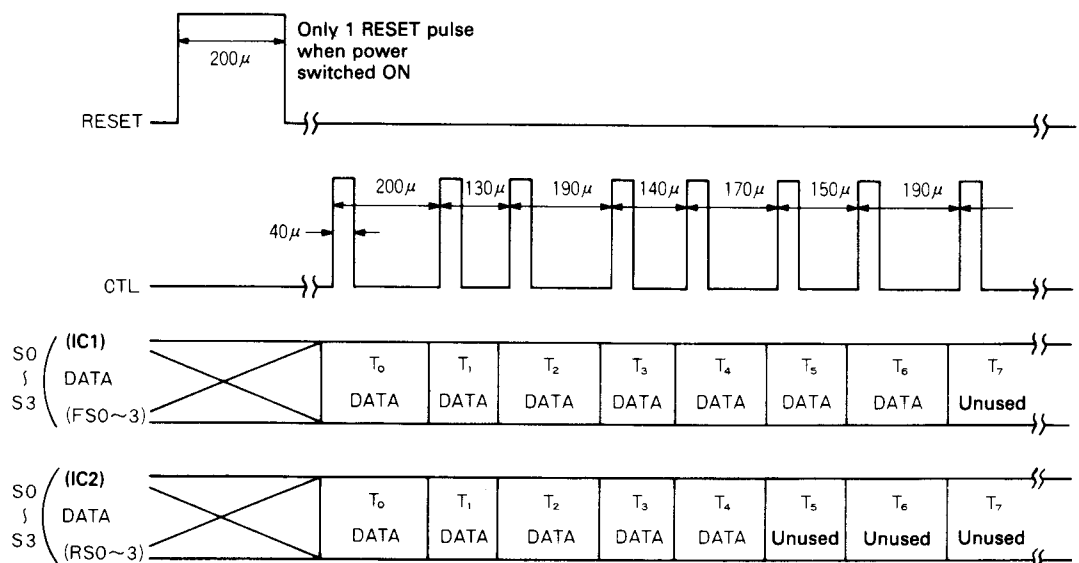 Only 1 RESET pulse
when power
switched ON
200μ
RESET
200μ 130μ 190μ 140μ 170μ 150μ 190μ
40μ
CTL
S0 ∫ S3
(IC1)
DATA
(FS0~3)
T₀ T₁ T₂ T₃ T₄ T₅ T₆ T₇
DATA DATA DATA DATA DATA DATA DATA Unused
S0 ∫ S3
(IC2)
DATA
(RS0~3)
T₀ T₁ T₂ T₃ T₄ T₅ T₆ T₇
DATA DATA DATA DATA DATA Unused Unused Unused